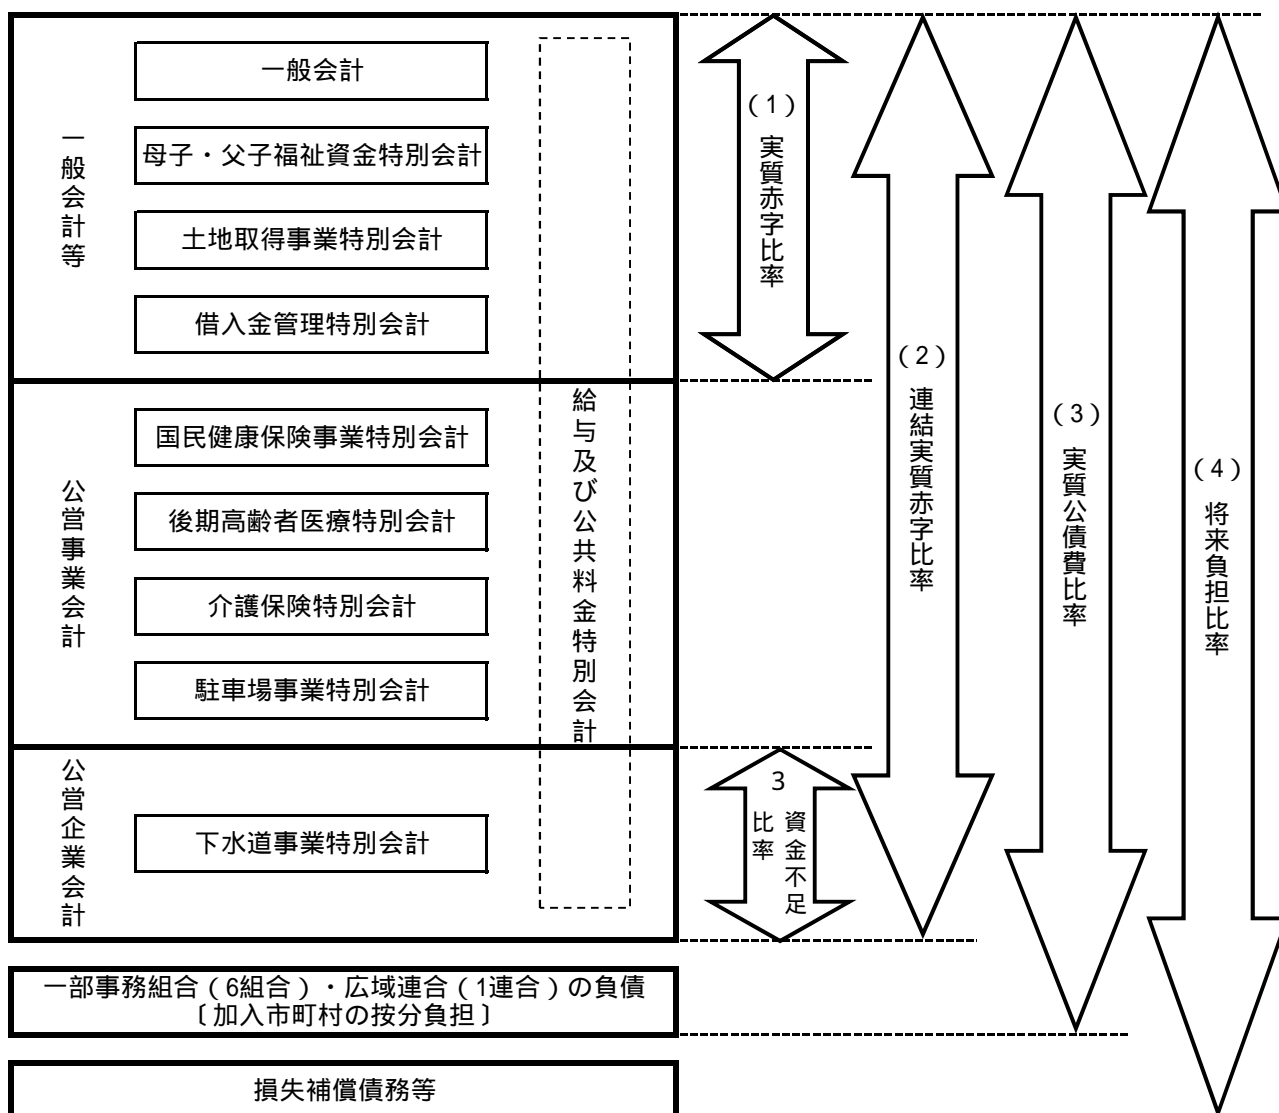 一般会計等
一般会計
母子・父子福祉資金特別会計
土地取得事業特別会計
借入金管理特別会計
公営事業会計
国民健康保険事業特別会計
後期高齢者医療特別会計
介護保険特別会計
駐車場事業特別会計
公営企業会計
下水道事業特別会計
給与及び公共料金特別会計
(1)実質赤字比率
3
資金不足
比率
(2)連結実質赤字比率
(3)実質公債費比率
(4)将来負担比率
一部事務組合(6組合)・広域連合(1連合)の負債
〔加入市町村の按分負担〕
損失補償債務等